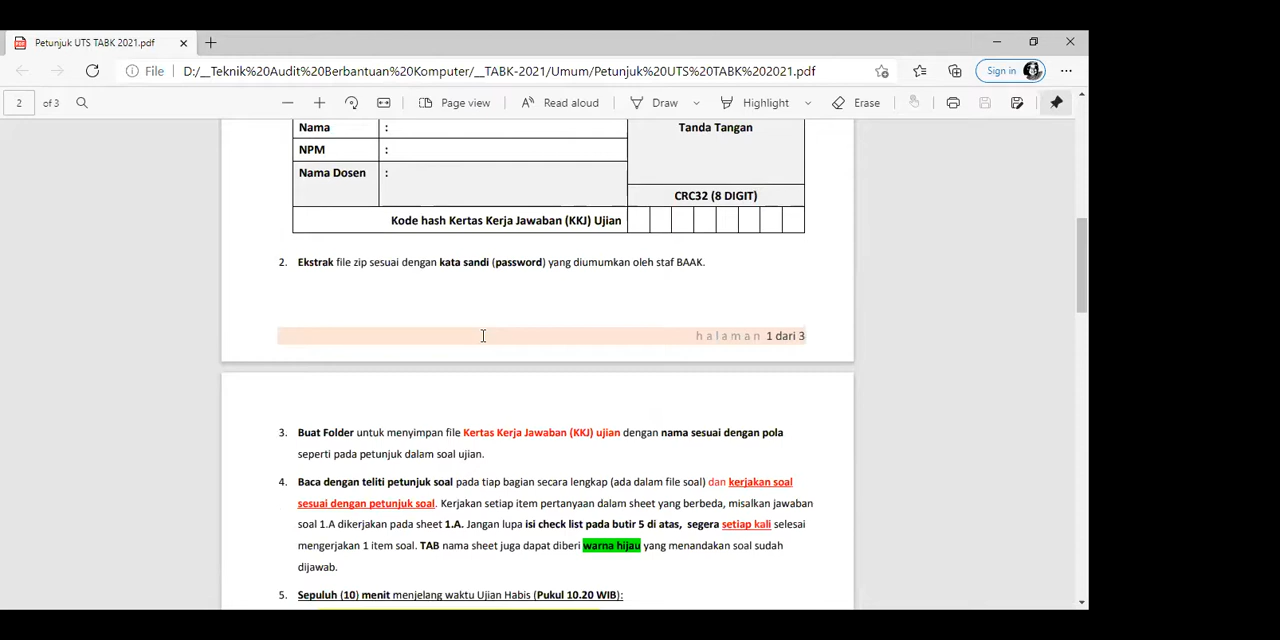 Petunjuk UTS TABK 2021.pdf
File D:/__Teknik%20Audit%20Berbantuan%20Komputer/__TABK-2021/Umum/Petunjuk%20UTS%20TABK%202021.pdf Sign in
2 of 3 Page view Read aloud Draw Highlight Erase
Nama : Tanda Tangan
NPM :
Nama Dosen :
CRC32 (8 DIGIT)
Kode hash Kertas Kerja Jawaban (KKJ) Ujian
2. Ekstrak file zip sesuai dengan kata sandi (password) yang diumumkan oleh staf BAAK.
h a l a m a n 1 dari 3
3. Buat Folder untuk menyimpan file Kertas Kerja Jawaban (KKJ) ujian dengan nama sesuai dengan pola
seperti pada petunjuk dalam soal ujian.
4. Baca dengan teliti petunjuk soal pada tiap bagian secara lengkap (ada dalam file soal) dan kerjakan soal
sesuai dengan petunjuk soal. Kerjakan setiap item pertanyaan dalam sheet yang berbeda, misalkan jawaban
soal 1.A dikerjakan pada sheet 1.A. Jangan lupa isi check list pada butir 5 di atas, segera setiap kali selesai
mengerjakan 1 item soal. TAB nama sheet juga dapat diberi warna hijau yang menandakan soal sudah
dijawab.
5. Sepuluh (10) menit menjelang waktu Ujian Habis (Pukul 10.20 WIB):